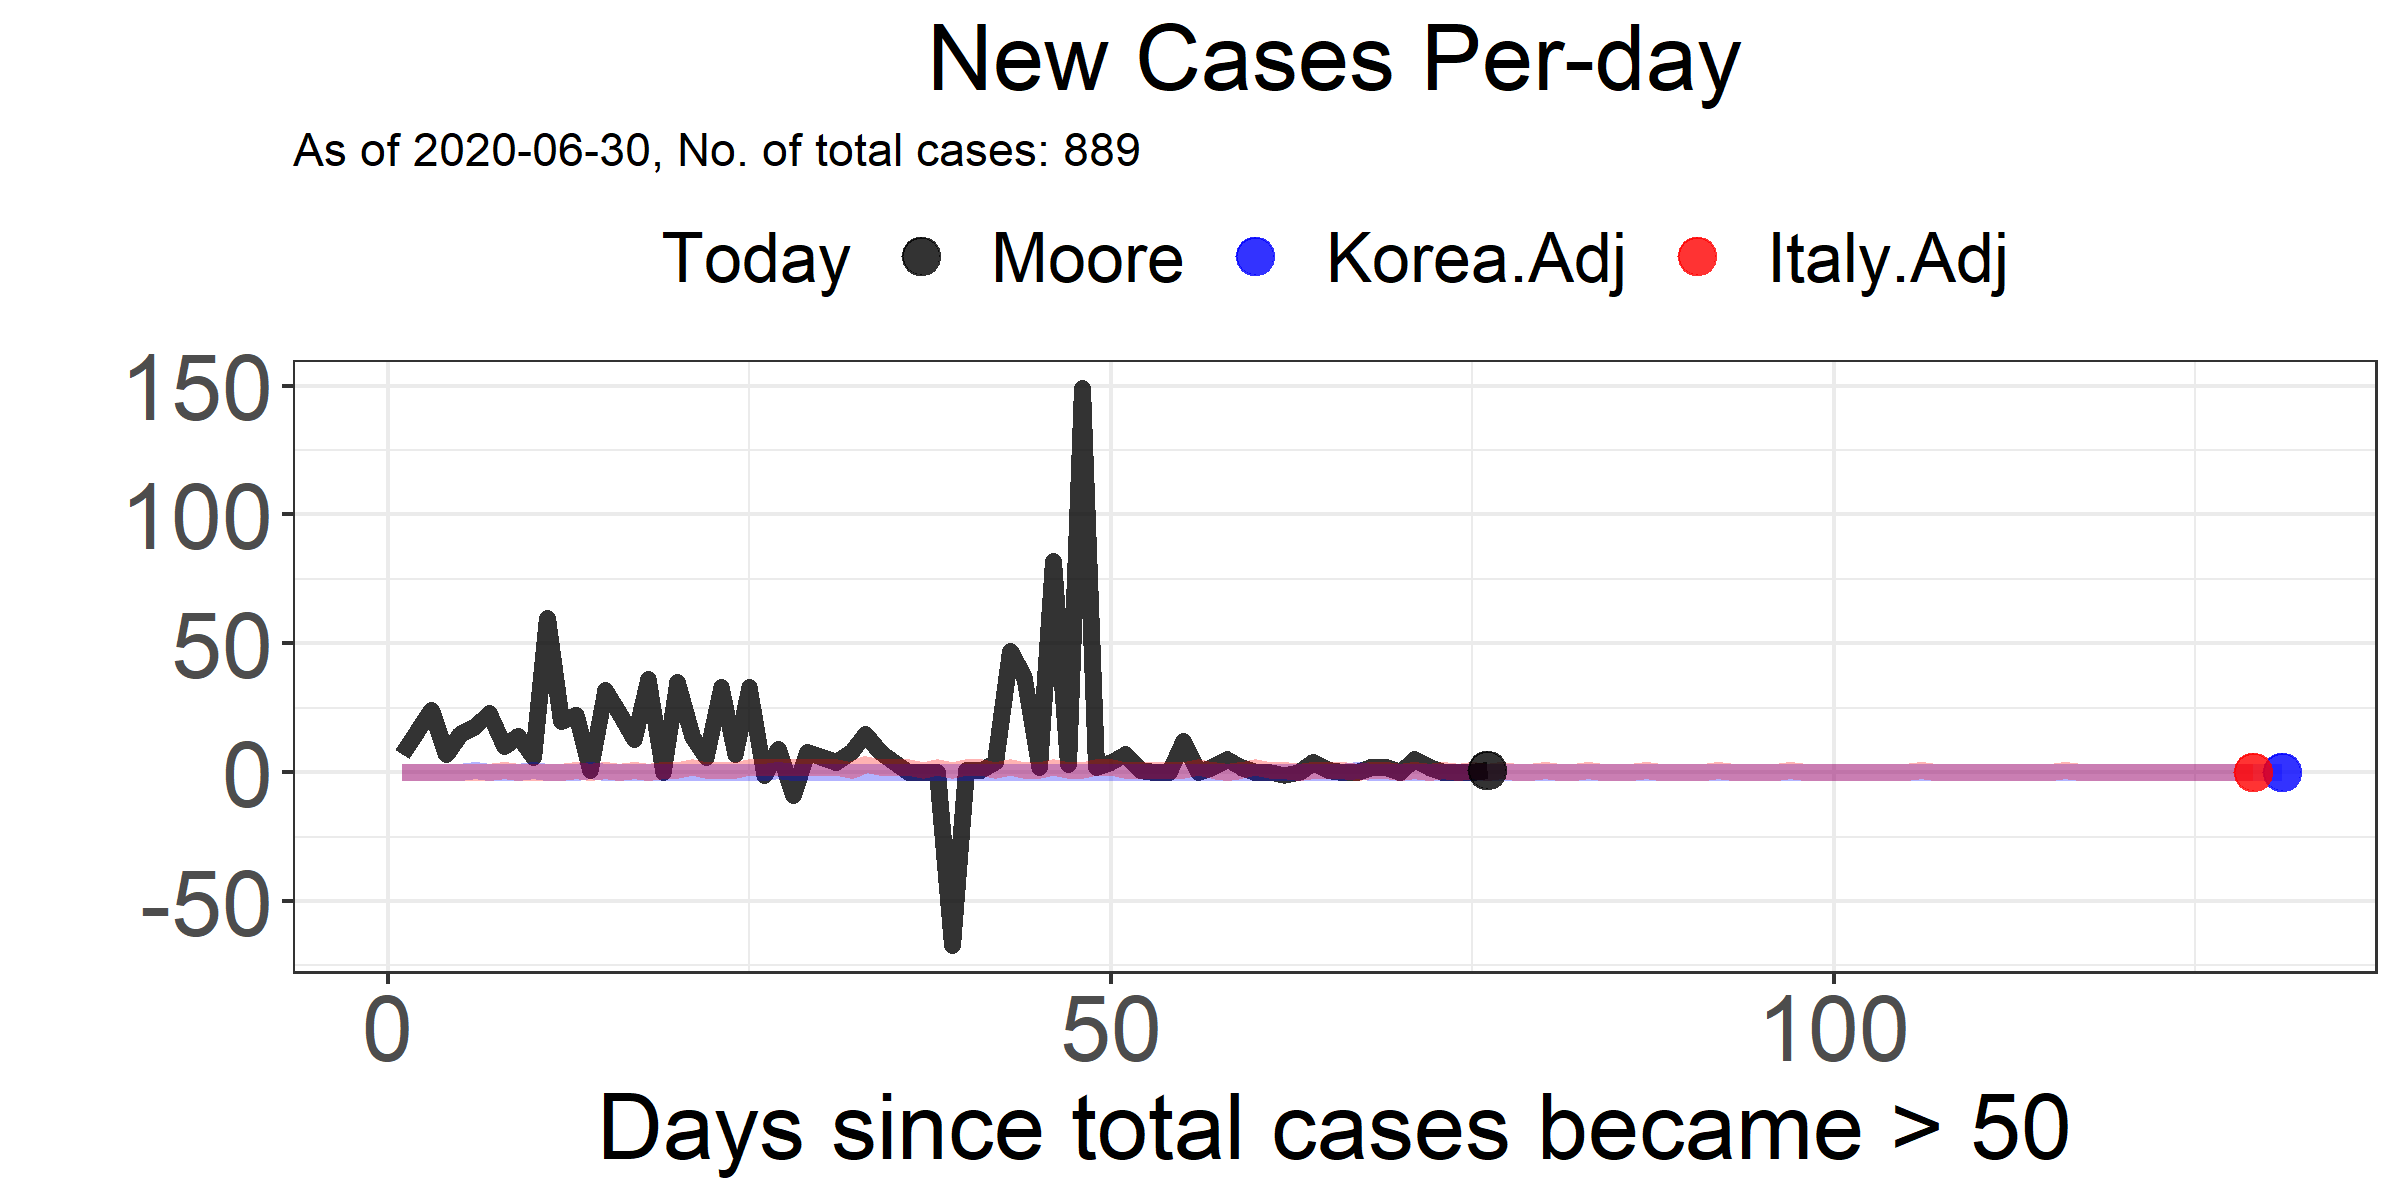 New Cases Per-day
As of 2020-06-30, No. of total cases: 889
Today Moore Korea.Adj Italy.Adj
150
100
50
0
-50
0 50 100
Days since total cases became > 50